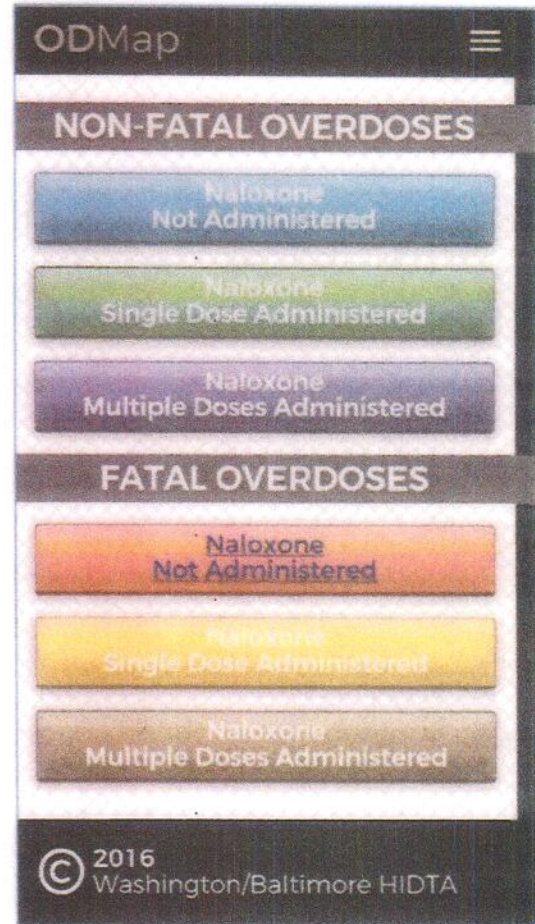 ODMap
NON-FATAL OVERDOSES
Naloxone
Not Administered
Naloxone
Single Dose Administered
Naloxone
Multiple Doses Administered
FATAL OVERDOSES
Naloxone
Not Administered
Naloxone
Single Dose Administered
Naloxone
Multiple Doses Administered
© 2016
Washington/Baltimore HIDTA